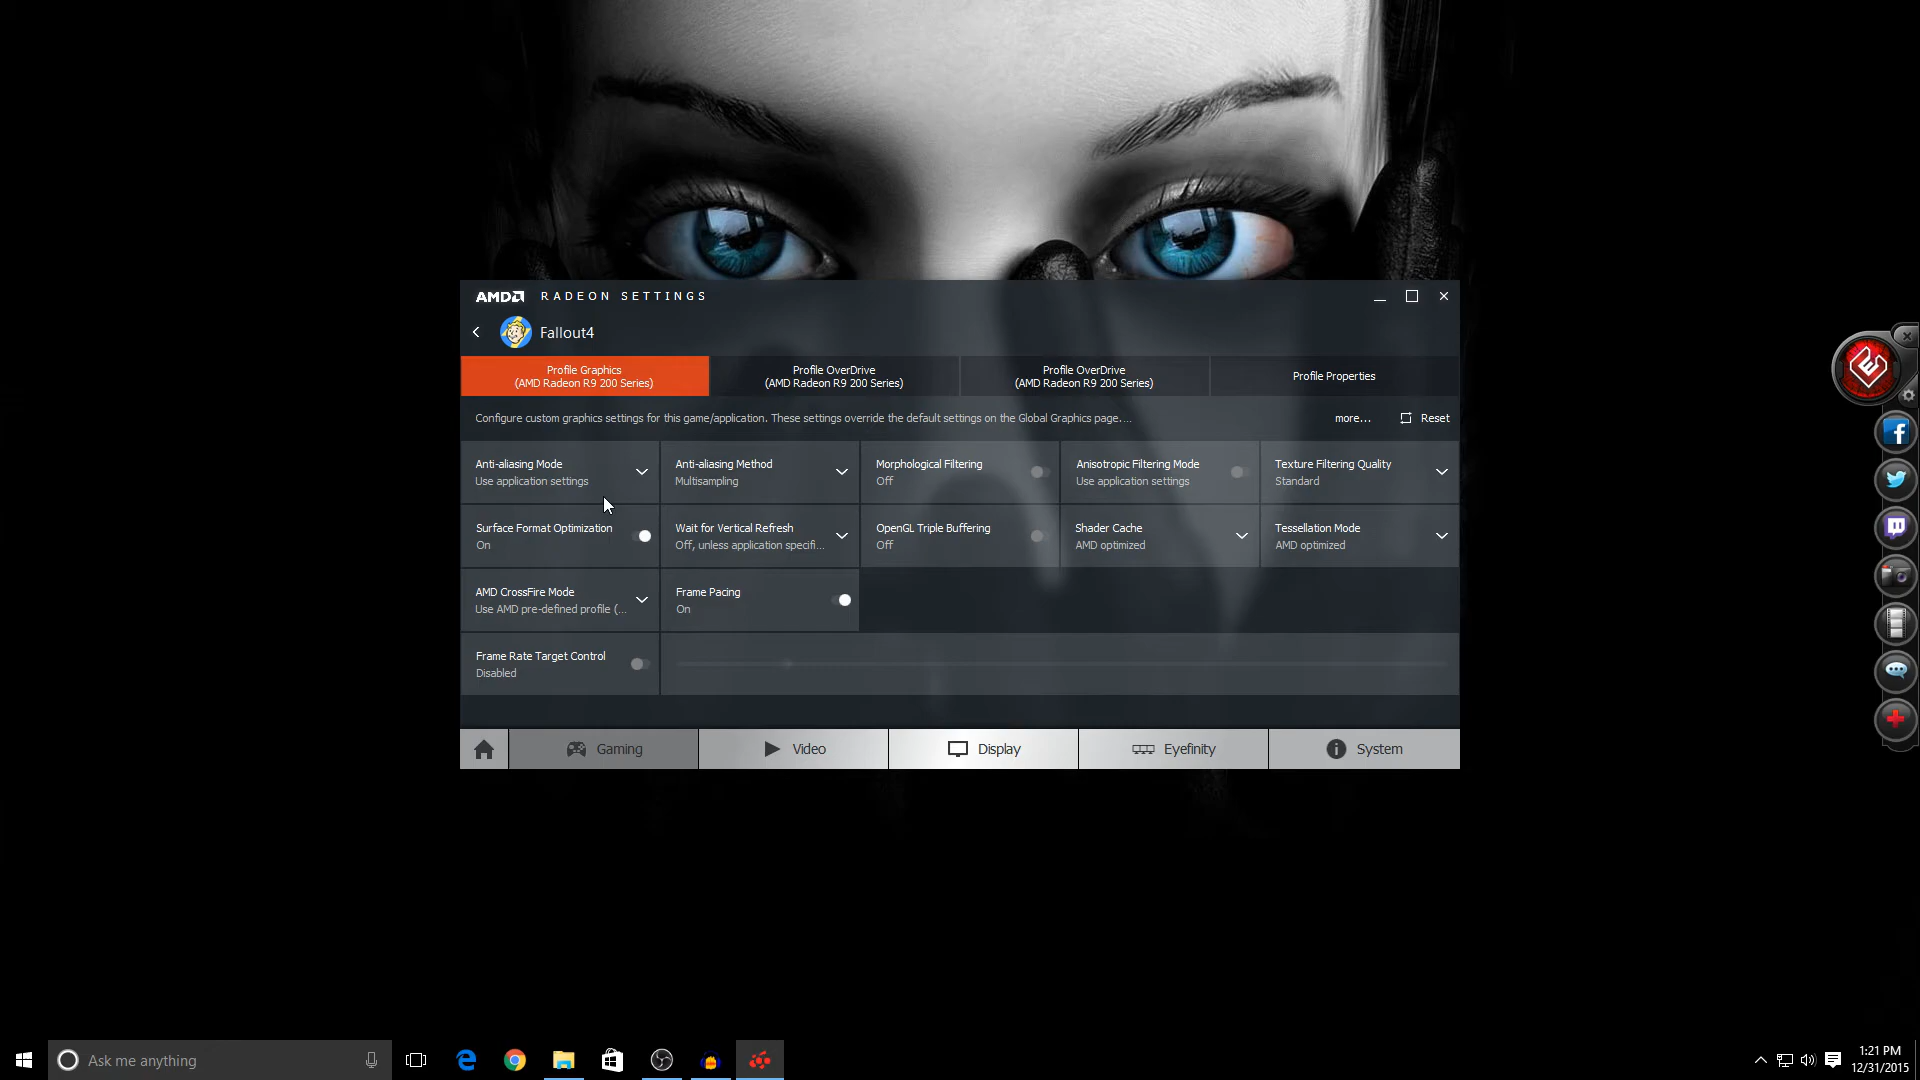 AMD RADEON SETTINGS
Fallout4
Profile Graphics
(AMD Radeon R9 200 Series)
Profile OverDrive
(AMD Radeon R9 200 Series)
Profile OverDrive
(AMD Radeon R9 200 Series)
Profile Properties
Configure custom graphics settings for this game/application. These settings override the default settings on the Global Graphics page....
more...
Reset
Anti-aliasing Mode
Use application settings
Anti-aliasing Method
Multisampling
Morphological Filtering
Off
Anisotropic Filtering Mode
Use application settings
Texture Filtering Quality
Standard
Surface Format Optimization
On
Wait for Vertical Refresh
Off, unless application specifi...
OpenGL Triple Buffering
Off
Shader Cache
AMD optimized
Tessellation Mode
AMD optimized
AMD CrossFire Mode
Use AMD pre-defined profile (...
Frame Pacing
On
Frame Rate Target Control
Disabled
Gaming
Video
Display
Eyefinity
System
Ask me anything
1:21 PM
12/31/2015